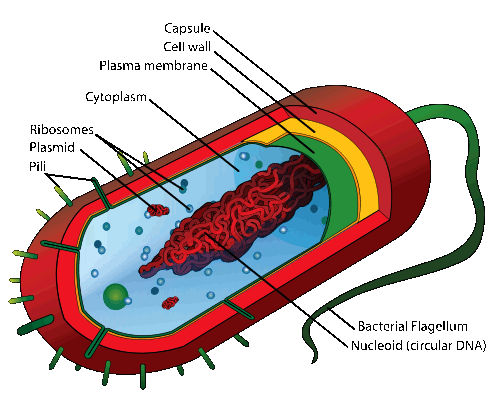 Capsule
Cell wall
Plasma membrane
Cytoplasm
Ribosomes
Plasmid
Pili
Bacterial Flagellum
Nucleoid (circular DNA)